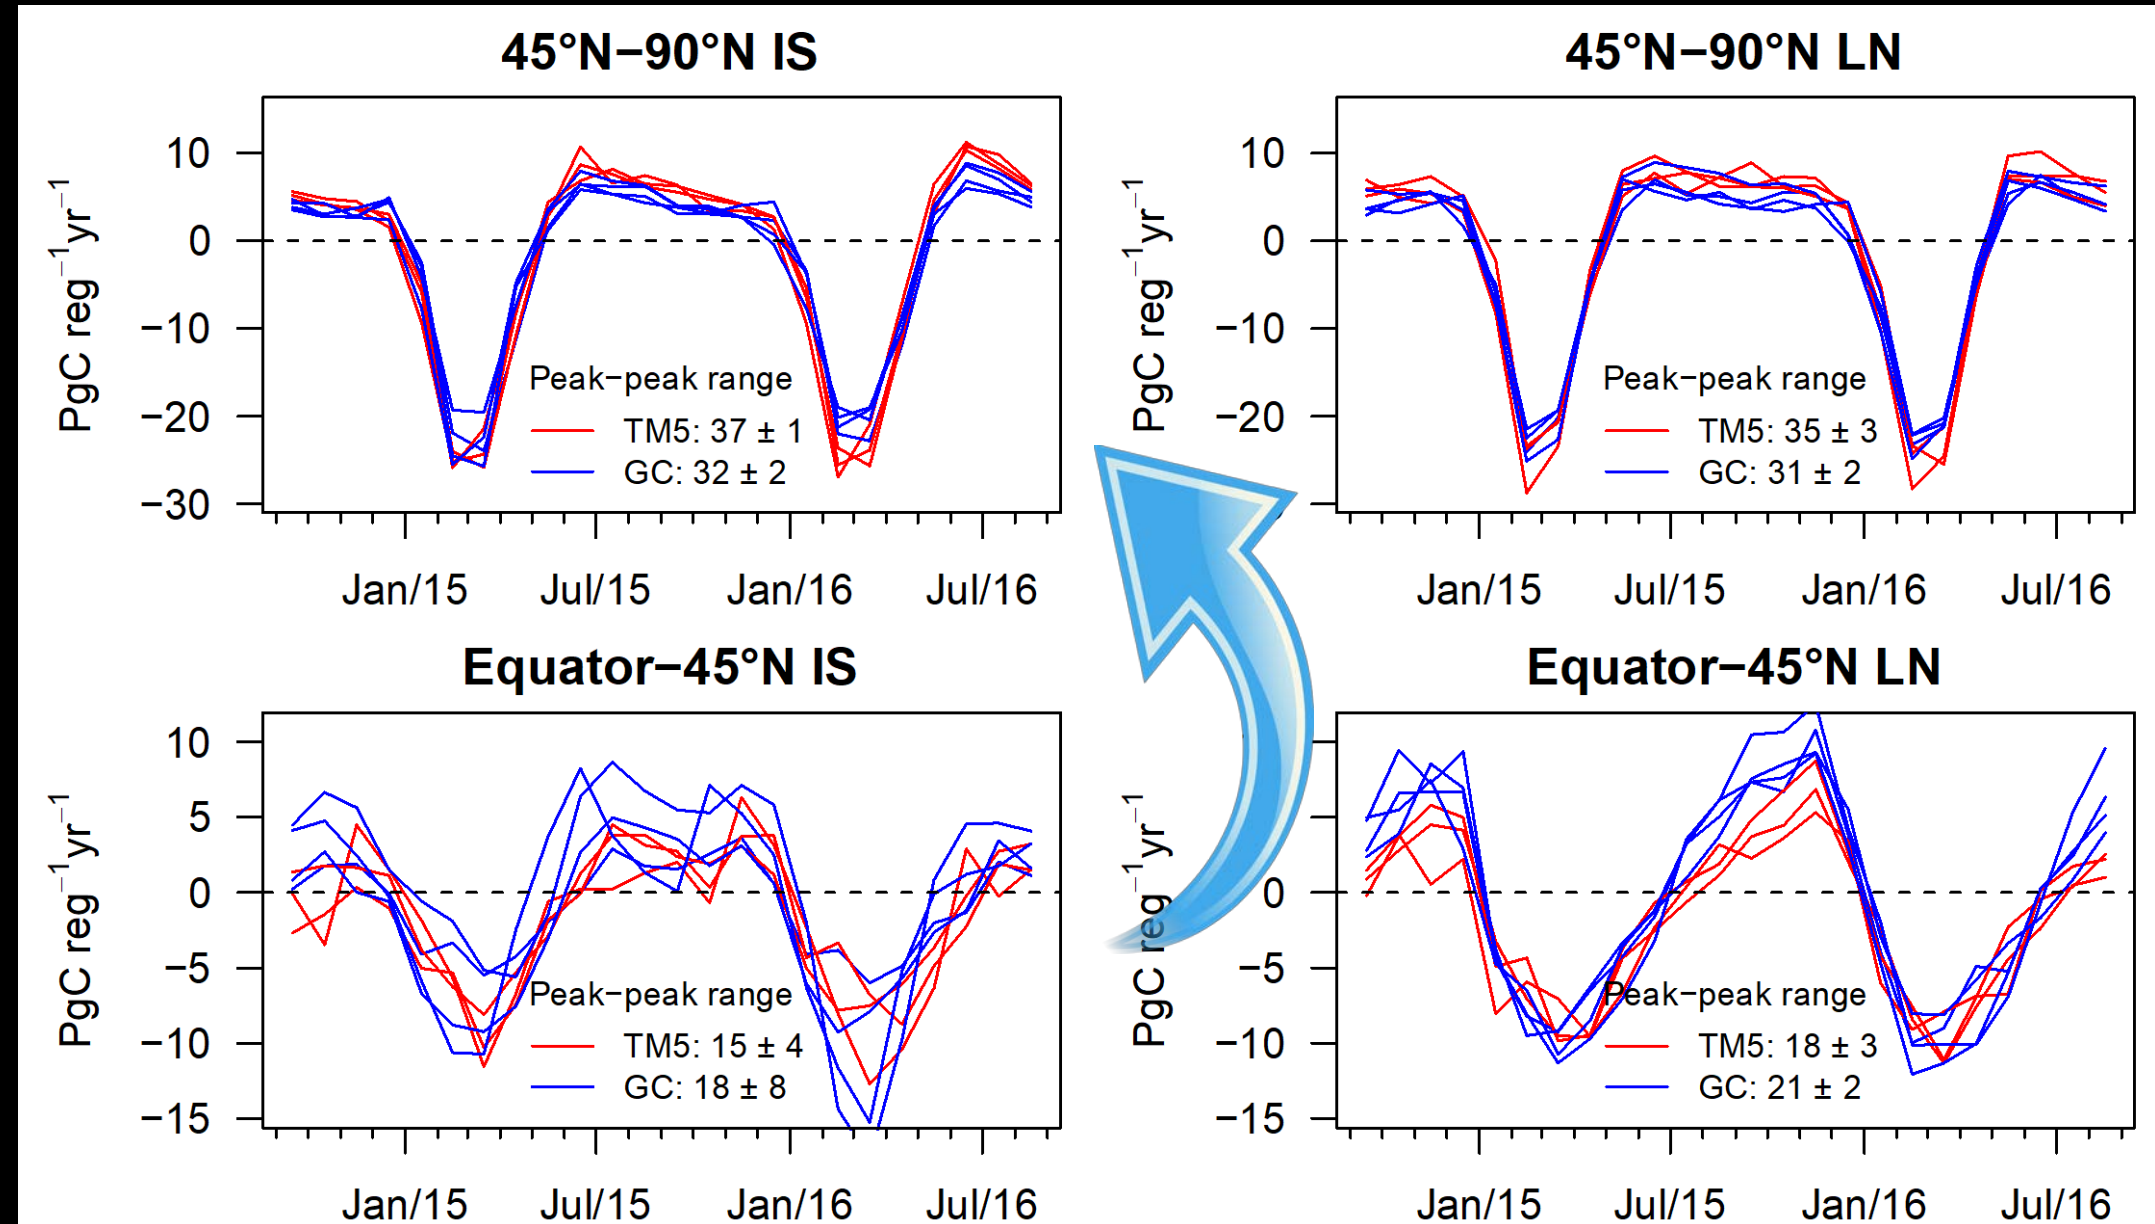 45°N−90°N IS
PgC reg⁻¹yr⁻¹
10
0
−10
−20
−30
Peak−peak range
TM5: 37 ± 1
GC: 32 ± 2
Jan/15 Jul/15 Jan/16 Jul/16
45°N−90°N LN
PgC reg⁻¹yr⁻¹
10
0
−10
−20
Peak−peak range
TM5: 35 ± 3
GC: 31 ± 2
Jan/15 Jul/15 Jan/16 Jul/16
Equator−45°N IS
PgC reg⁻¹yr⁻¹
10
5
0
−5
−10
−15
Peak−peak range
TM5: 15 ± 4
GC: 18 ± 8
Jan/15 Jul/15 Jan/16 Jul/16
Equator−45°N LN
PgC reg⁻¹yr⁻¹
0
−5
−10
−15
Peak−peak range
TM5: 18 ± 3
GC: 21 ± 2
Jan/15 Jul/15 Jan/16 Jul/16